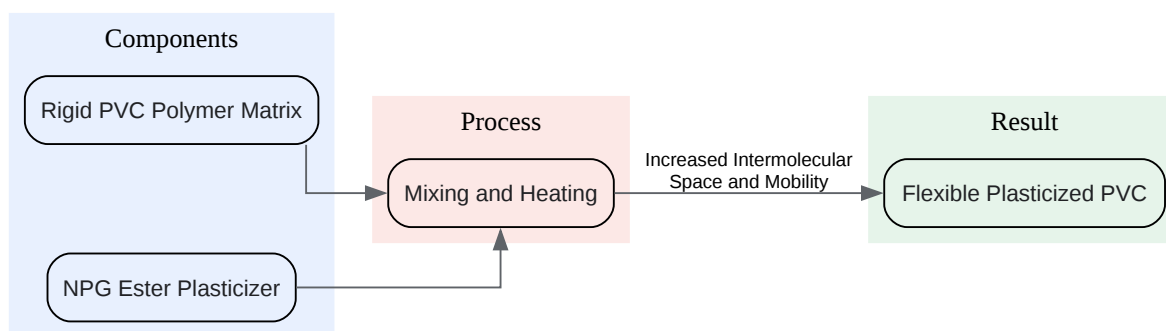 Components
Rigid PVC Polymer Matrix
NPG Ester Plasticizer
Process
Mixing and Heating
Increased Intermolecular
Space and Mobility
Result
Flexible Plasticized PVC